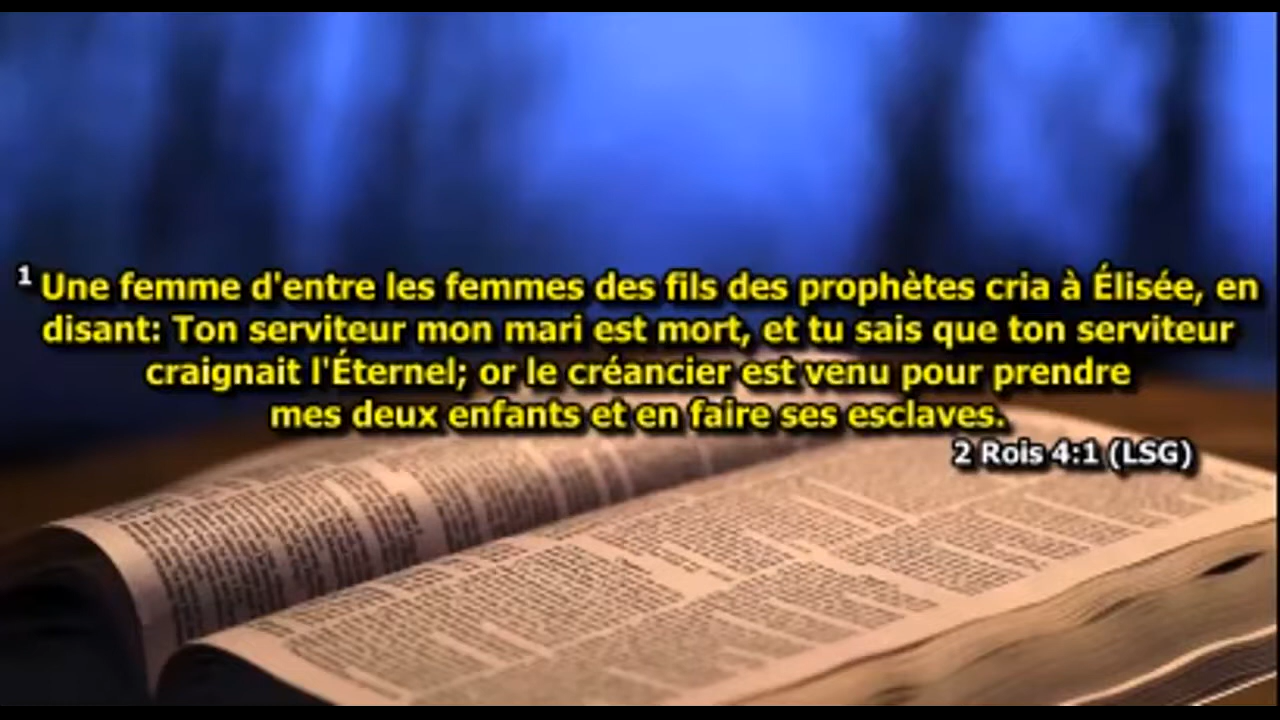 1 Une femme d'entre les femmes des fils des prophètes cria à Élisée, en
disant: Ton serviteur mon mari est mort, et tu sais que ton serviteur
craignait l'Éternel; or le créancier est venu pour prendre
mes deux enfants et en faire ses esclaves.
2 Rois 4:1 (LSG)